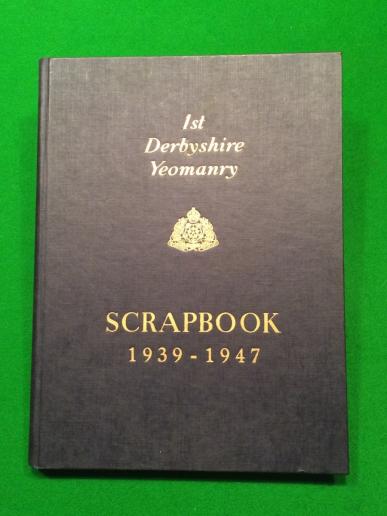 1st
Derbyshire
Yeomanry
SCRAPBOOK
1939 - 1947